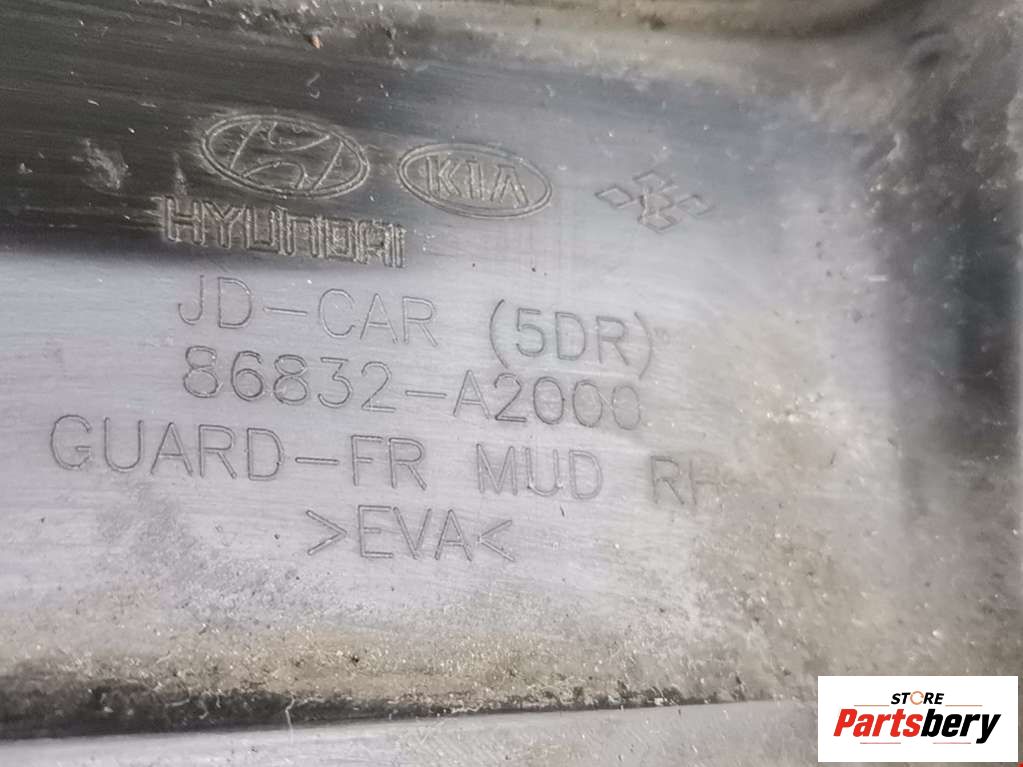 KIA
HYUNDAI
JD-CAR (5DR)
86832-A2000
GUARD-FR MUD RH
>EVA<
STORE
Partsbery